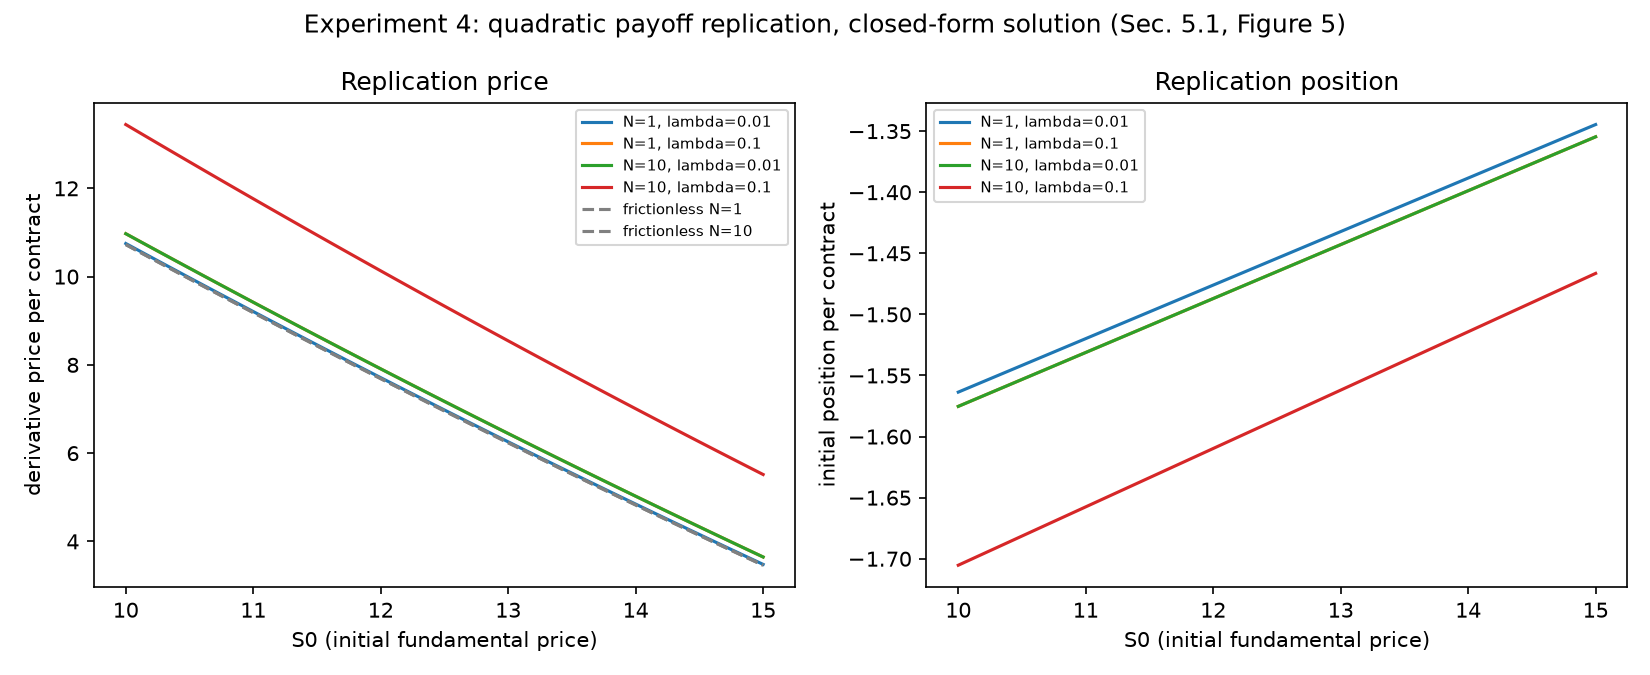 Experiment 4: quadratic payoff replication, closed-form solution (Sec. 5.1, Figure 5)
Replication price
derivative price per contract
12
10
8
6
4
N=1, lambda=0.01
N=1, lambda=0.1
N=10, lambda=0.01
N=10, lambda=0.1
frictionless N=1
frictionless N=10
10 11 12 13 14 15
S0 (initial fundamental price)
Replication position
initial position per contract
−1.35
−1.40
−1.45
−1.50
−1.55
−1.60
−1.65
−1.70
N=1, lambda=0.01
N=1, lambda=0.1
N=10, lambda=0.01
N=10, lambda=0.1
10 11 12 13 14 15
S0 (initial fundamental price)